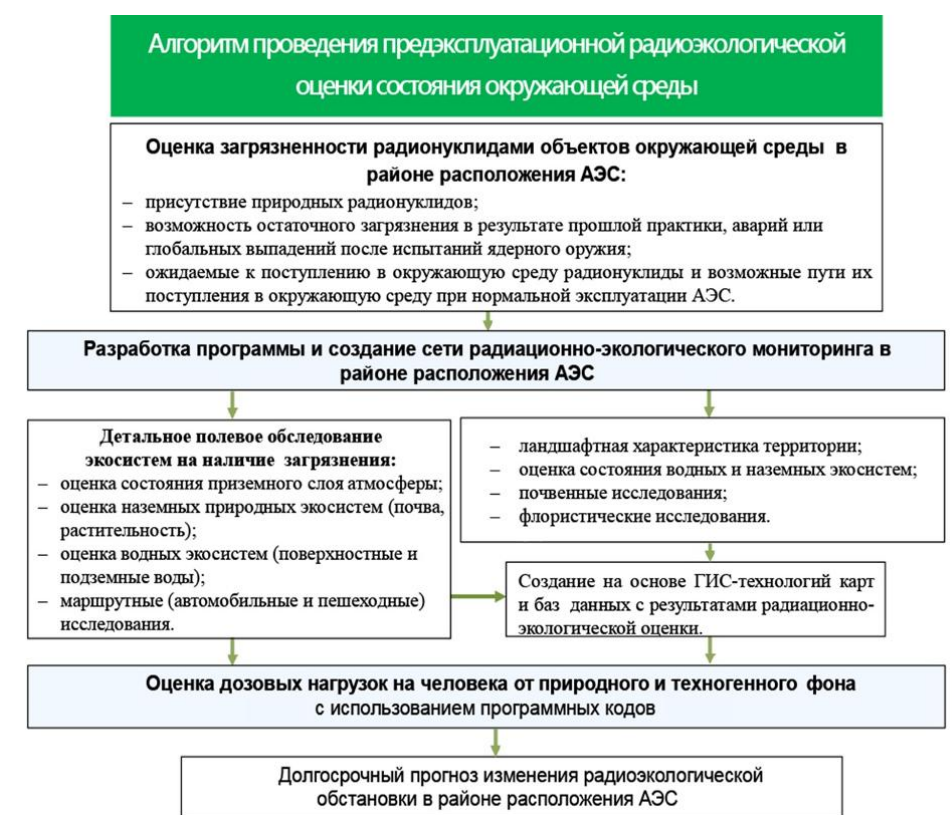 Алгоритм проведения предэксплуатационной радиоэкологической
оценки состояния окружающей среды
Оценка загрязненности радионуклидами объектов окружающей среды в
районе расположения АЭС:
– присутствие природных радионуклидов;
– возможность остаточного загрязнения в результате прошлой практики, аварий или
глобальных выпадений после испытаний ядерного оружия;
– ожидаемые к поступлению в окружающую среду радионуклиды и возможные пути их
поступления в окружающую среду при нормальной эксплуатации АЭС.
Разработка программы и создание сети радиационно-экологического мониторинга в
районе расположения АЭС
Детальное полевое обследование
экосистем на наличие загрязнения:
– оценка состояния приземного слоя атмосферы;
– оценка наземных природных экосистем (почва,
растительность);
– оценка водных экосистем (поверхностные и
подземные воды);
– маршрутные (автомобильные и пешеходные)
исследования.
– ландшафтная характеристика территории;
– оценка состояния водных и наземных экосистем;
– почвенные исследования;
– флористические исследования.
Создание на основе ГИС-технологий карт
и баз данных с результатами радиационно-
экологической оценки.
Оценка дозовых нагрузок на человека от природного и техногенного фона
с использованием программных кодов
Долгосрочный прогноз изменения радиоэкологической
обстановки в районе расположения АЭС